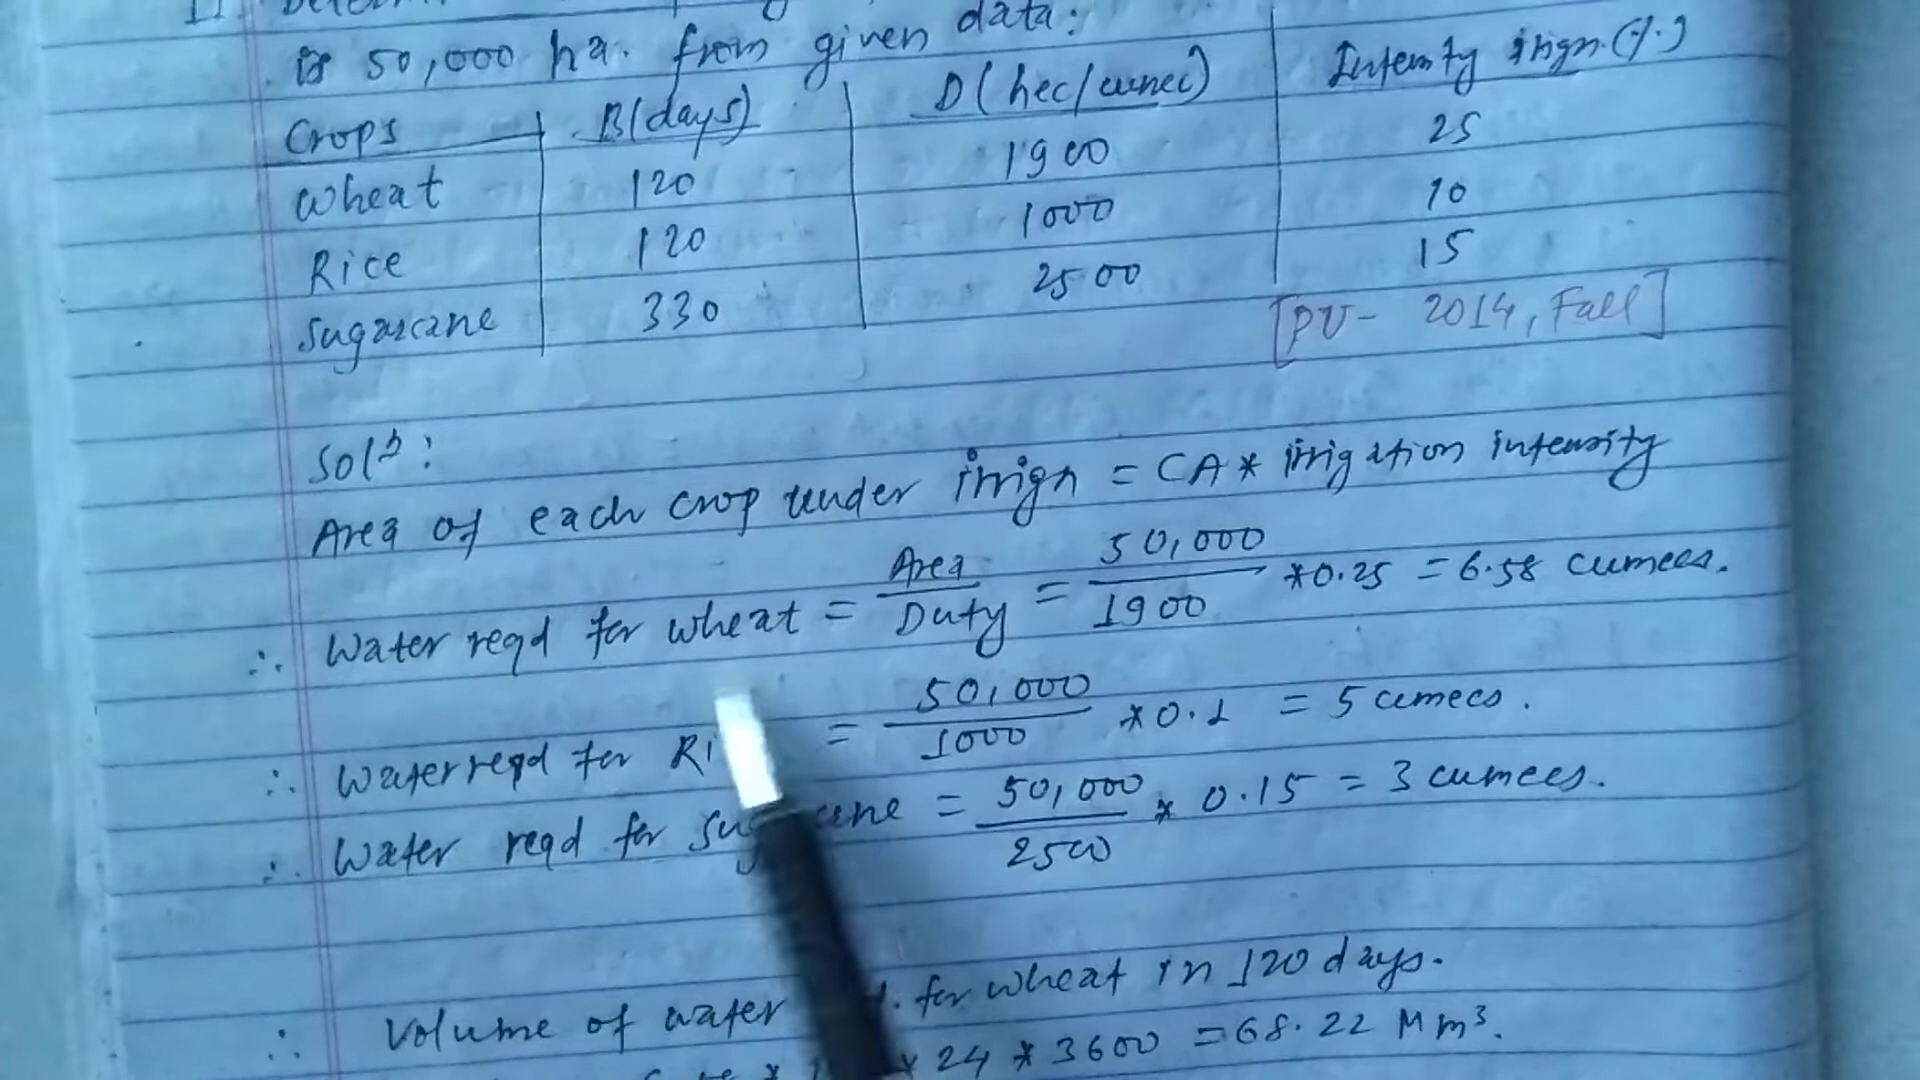 is 50,000 ha. from given data:
Crops B(days) D(hec/cumec) Intensity irrign.(%)
Wheat 120 1900 25
Rice 120 1000 10
Sugarcane 330 2500 15
[PU- 2014, Fall]
Soln:
Area of each crop under irrign = CA * irrigation intensity
∴ Water reqd for wheat = Area/Duty = 50,000/1900 *0.25 = 6.58 cumecs.
∴ Water reqd for Ri = 50,000/1000 *0.1 = 5 cumecs.
∴ Water reqd for sug ane = 50,000/2500 * 0.15 = 3 cumecs.
∴ Volume of water for wheat in 120 days.
* 24 * 3600 = 68.22 Mm³.